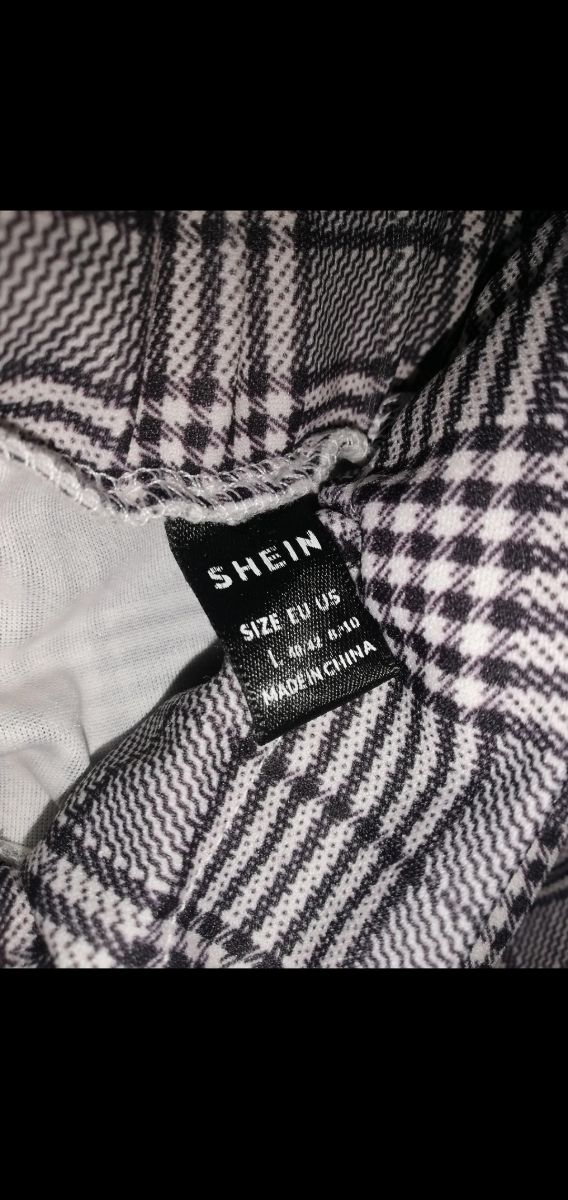 SHEIN
SIZE EU US
L 40/42 8/10
MADE IN CHINA